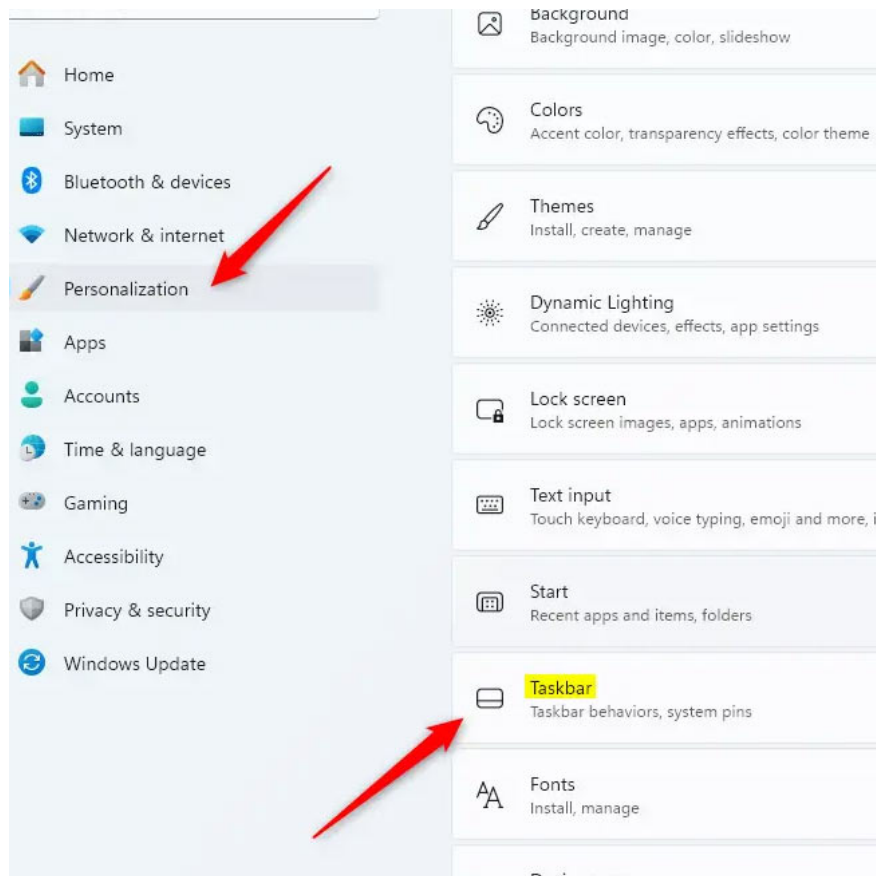 Home
System
Bluetooth & devices
Network & internet
Personalization
Apps
Accounts
Time & language
Gaming
Accessibility
Privacy & security
Windows Update
Background
Background image, color, slideshow
Colors
Accent color, transparency effects, color theme
Themes
Install, create, manage
Dynamic Lighting
Connected devices, effects, app settings
Lock screen
Lock screen images, apps, animations
Text input
Touch keyboard, voice typing, emoji and more, i
Start
Recent apps and items, folders
Taskbar
Taskbar behaviors, system pins
Fonts
Install, manage